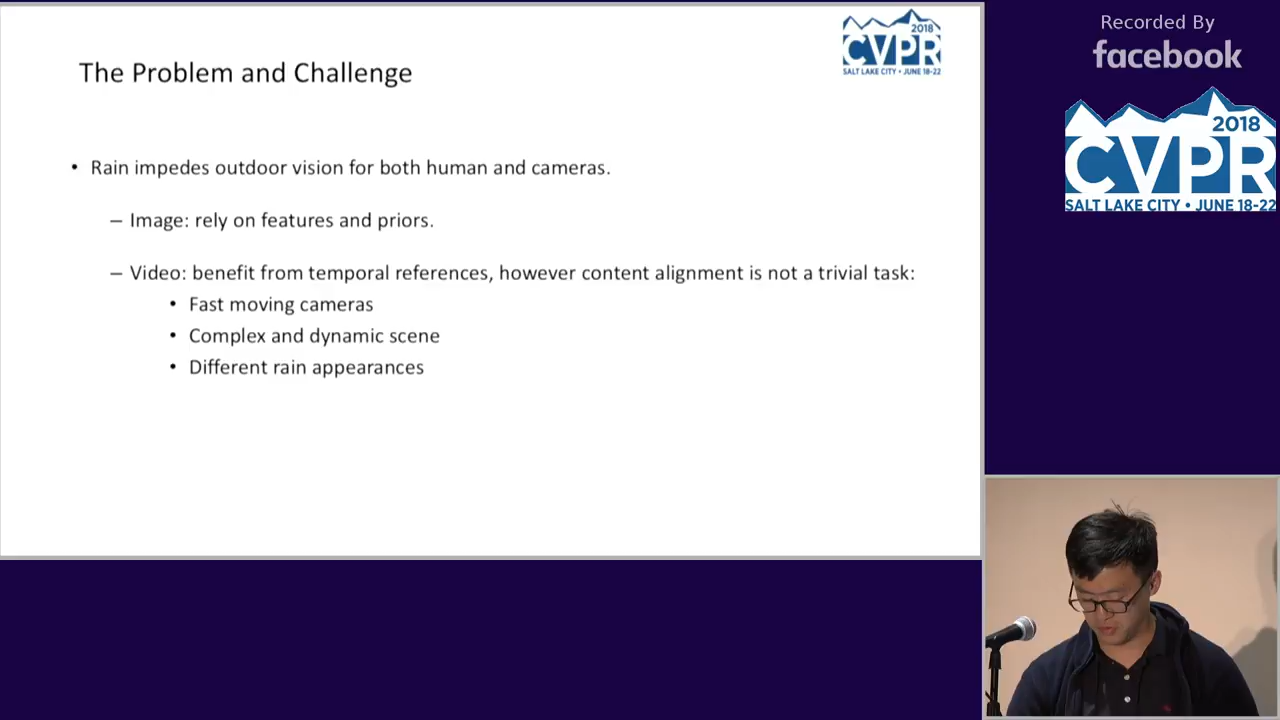 The Problem and Challenge
2018
CVPR
SALT LAKE CITY • JUNE 18-22
• Rain impedes outdoor vision for both human and cameras.
– Image: rely on features and priors.
– Video: benefit from temporal references, however content alignment is not a trivial task:
• Fast moving cameras
• Complex and dynamic scene
• Different rain appearances
Recorded By
facebook
2018
CVPR
SALT LAKE CITY • JUNE 18-22